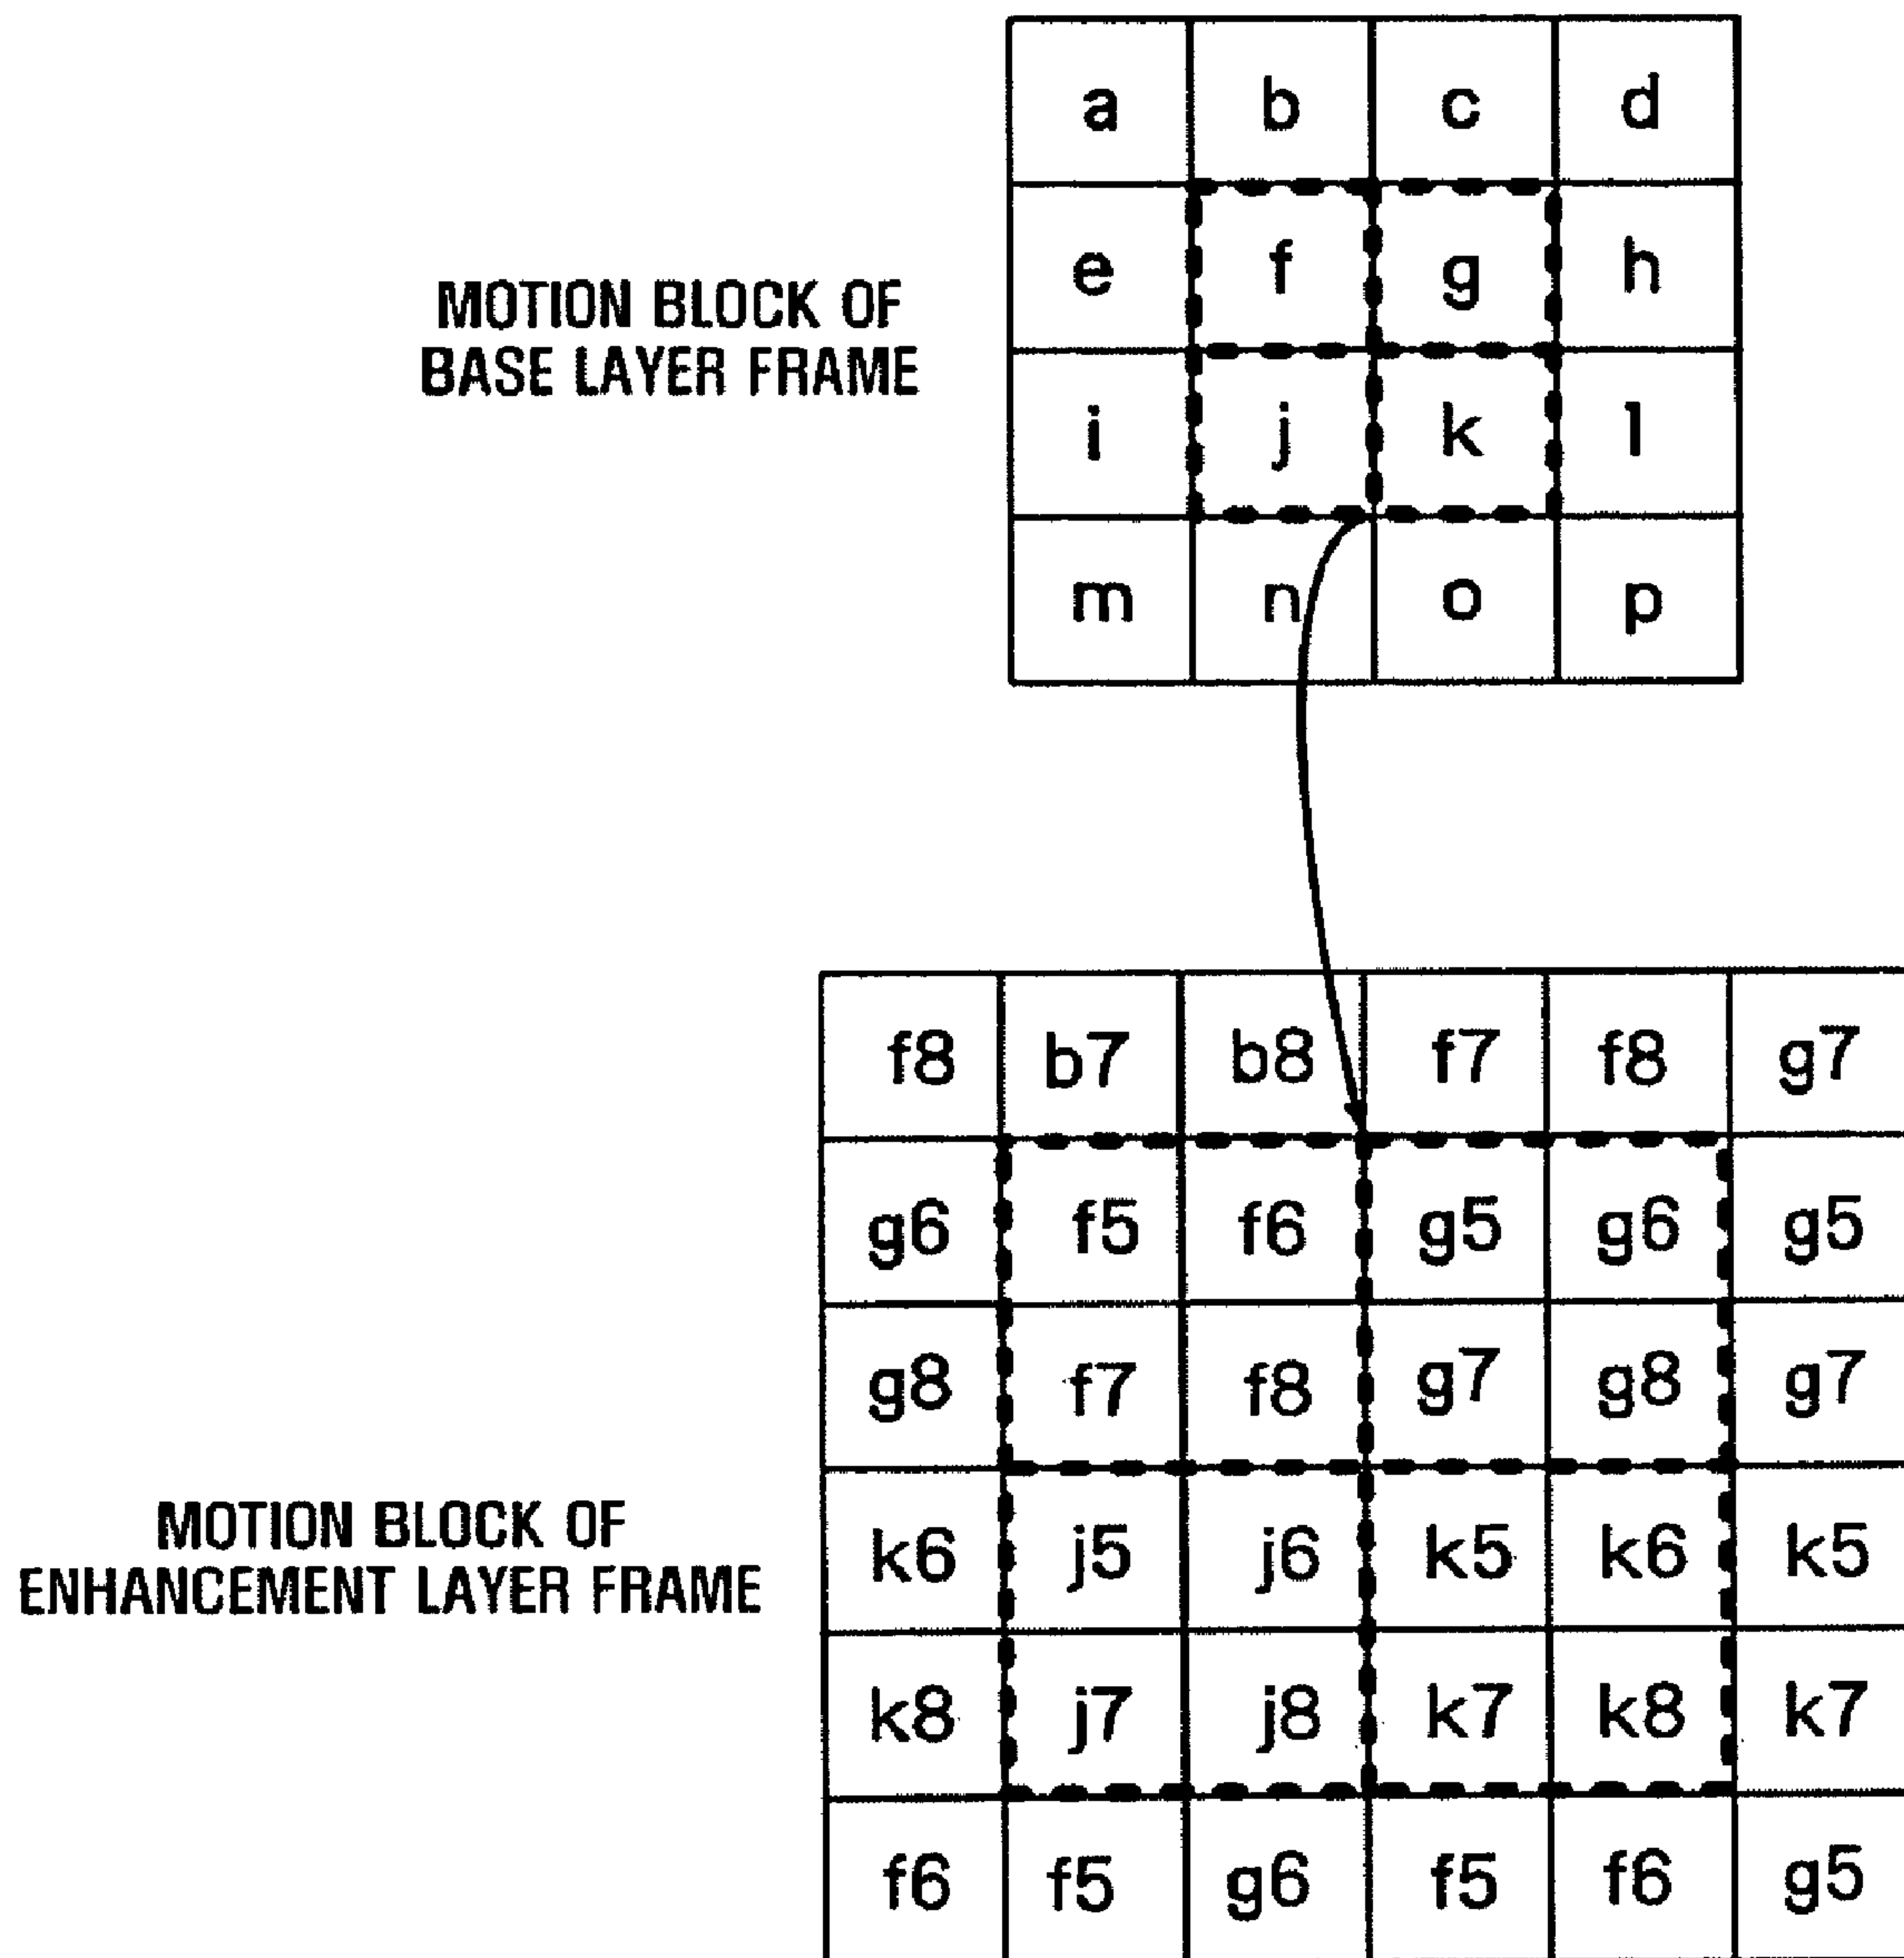 a b c d
e f g h
i j k l
m n o p
MOTION BLOCK OF
BASE LAYER FRAME
f8 b7 b8 f7 f8 g7
g6 f5 f6 g5 g6 g5
g8 f7 f8 g7 g8 g7
k6 j5 j6 k5 k6 k5
k8 j7 j8 k7 k8 k7
f6 f5 g6 f5 f6 g5
MOTION BLOCK OF
ENHANCEMENT LAYER FRAME